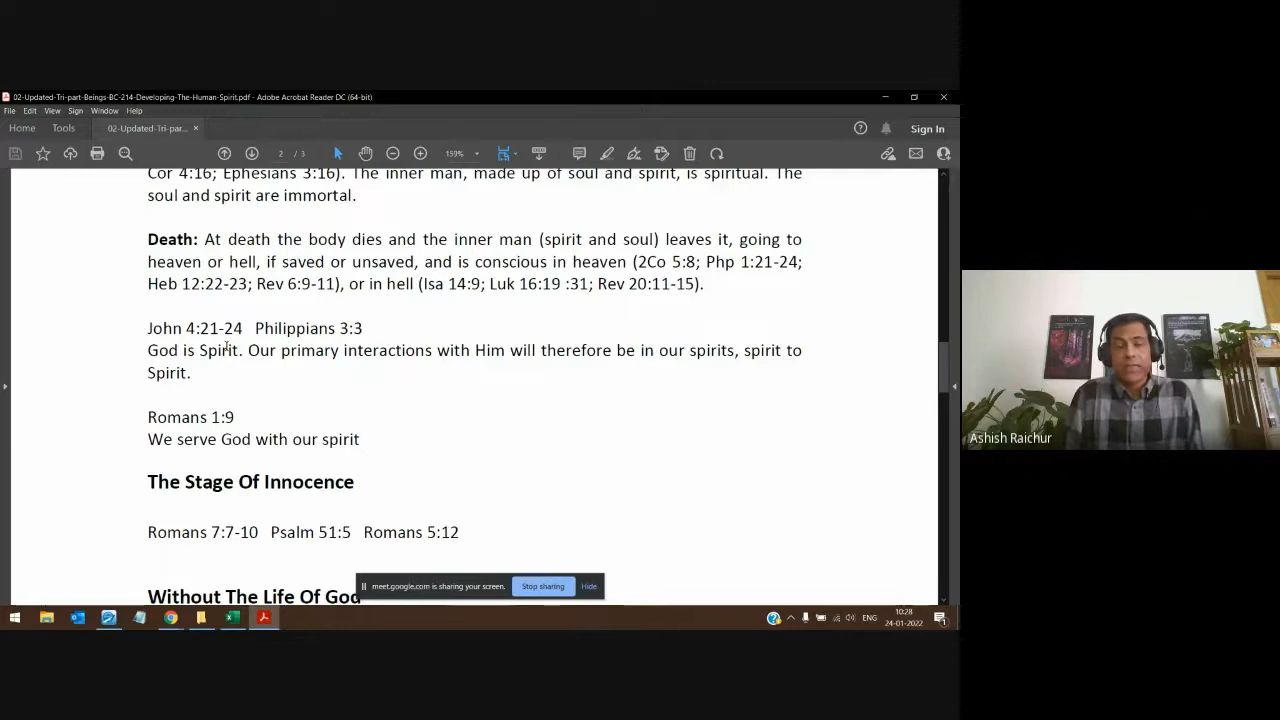 02-Updated-Tri-part-Beings-BC-214-Developing-The-Human-Spirit.pdf - Adobe Acrobat Reader DC (64-bit)
File Edit View Sign Window Help
Home Tools 02-Updated-Tri-par... × Sign In
2 / 3 159%
Cor 4:16; Ephesians 3:16). The inner man, made up of soul and spirit, is spiritual. The
soul and spirit are immortal.
Death: At death the body dies and the inner man (spirit and soul) leaves it, going to
heaven or hell, if saved or unsaved, and is conscious in heaven (2Co 5:8; Php 1:21-24;
Heb 12:22-23; Rev 6:9-11), or in hell (Isa 14:9; Luk 16:19 :31; Rev 20:11-15).
John 4:21-24 Philippians 3:3
God is Spirit. Our primary interactions with Him will therefore be in our spirits, spirit to
Spirit.
Romans 1:9
We serve God with our spirit
The Stage Of Innocence
Romans 7:7-10 Psalm 51:5 Romans 5:12
Without The Life Of God
meet.google.com is sharing your screen. Stop sharing Hide
ENG
10:28
24-01-2022
Ashish Raichur